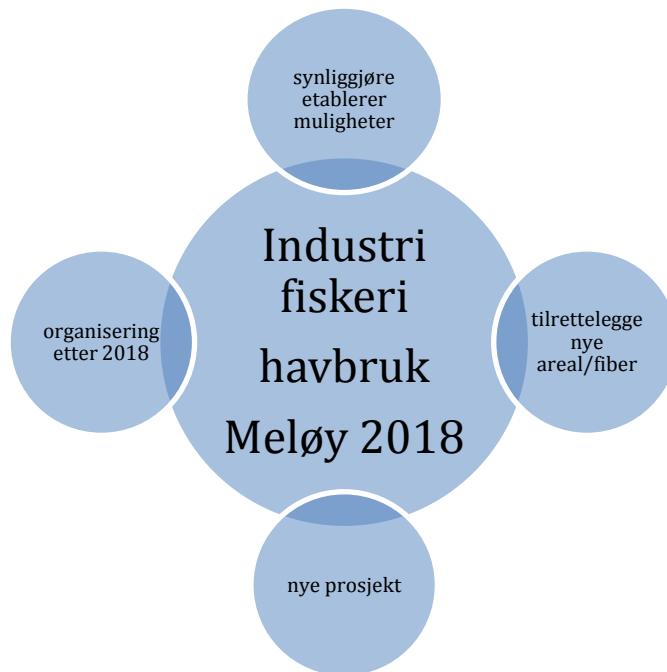 synliggjøre
etablerer
muligheter
Industri
fiskeri
havbruk
Meløy 2018
organisering
etter 2018
tilrettelegge
nye
areal/fiber
nye prosjekt